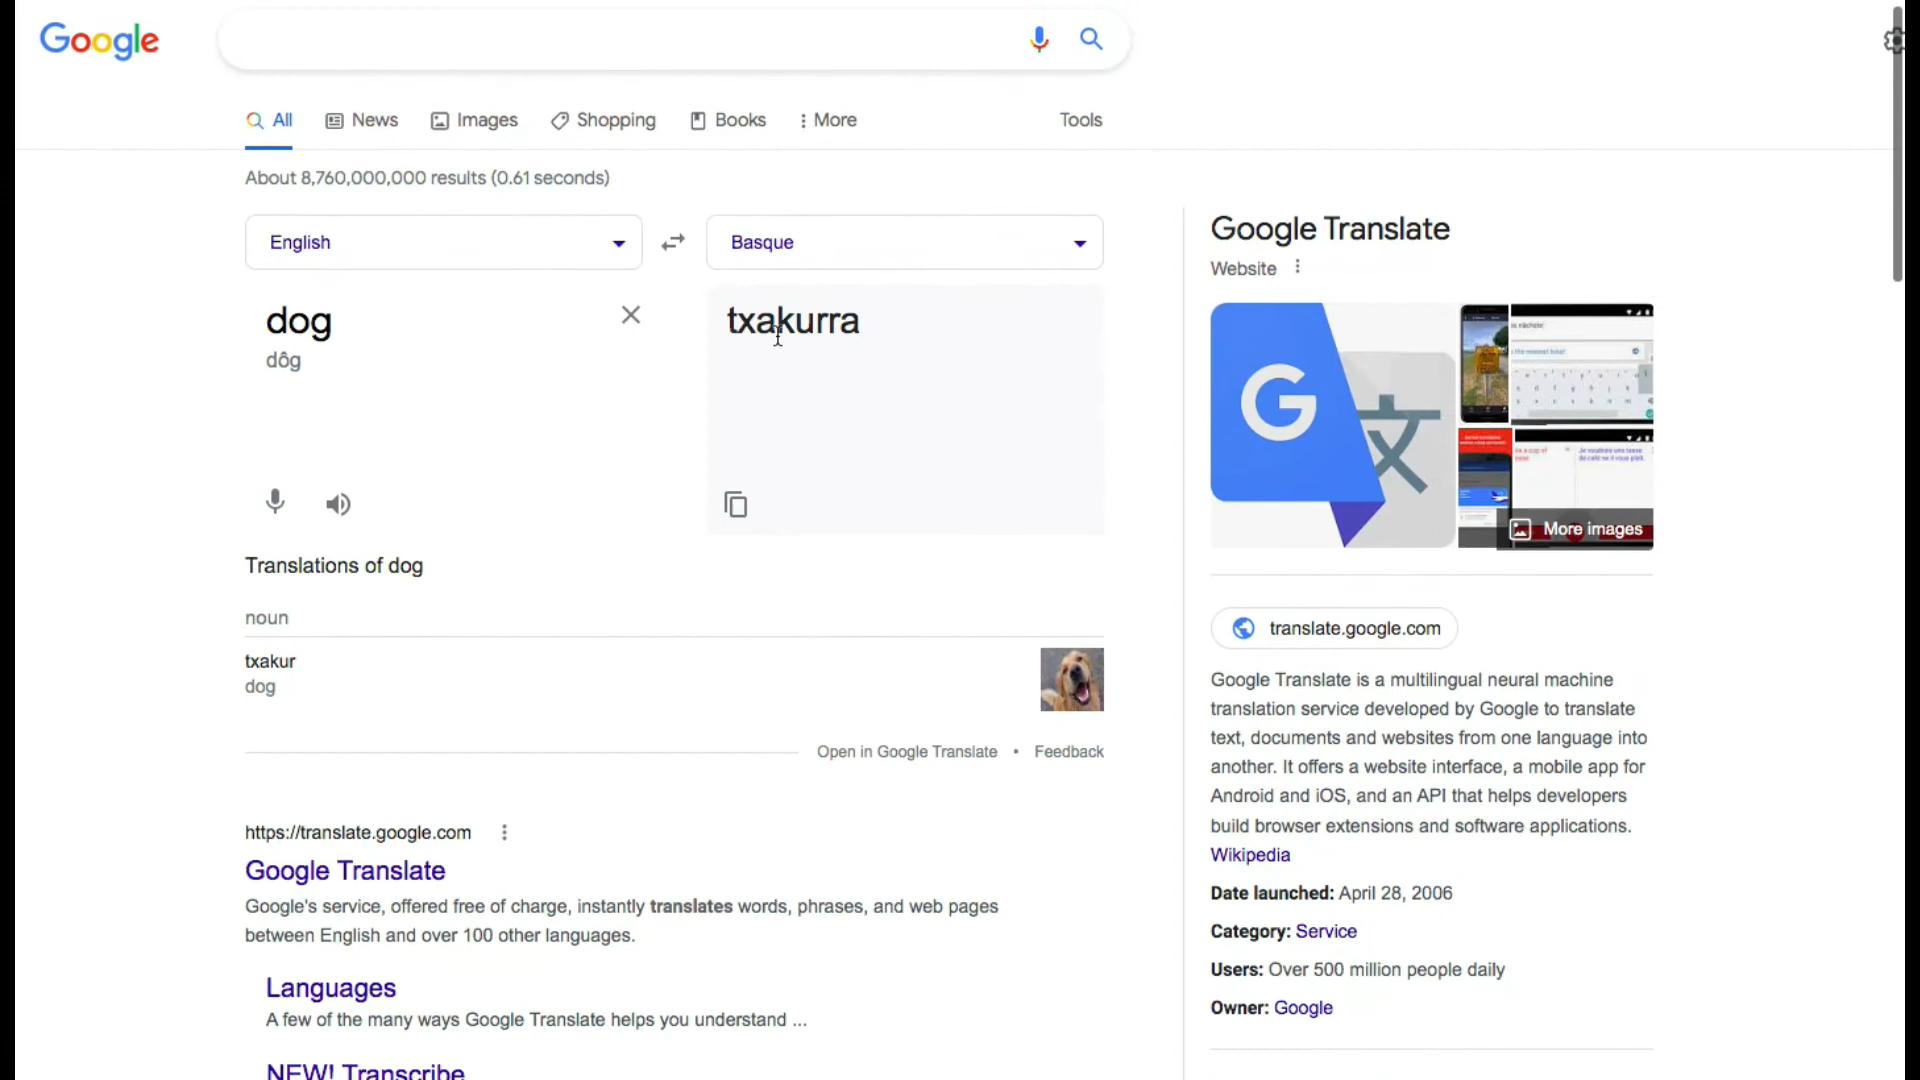 Google
All
News
Images
Shopping
Books
More
Tools
About 8,760,000,000 results (0.61 seconds)
English
Basque
dog
dôg
txakurra
Translations of dog
noun
txakur
dog
Open in Google Translate • Feedback
https://translate.google.com
Google Translate
Google's service, offered free of charge, instantly translates words, phrases, and web pages
between English and over 100 other languages.
Languages
A few of the many ways Google Translate helps you understand ...
NEW! Transcribe
Google Translate
Website
G
文
More images
translate.google.com
Google Translate is a multilingual neural machine
translation service developed by Google to translate
text, documents and websites from one language into
another. It offers a website interface, a mobile app for
Android and iOS, and an API that helps developers
build browser extensions and software applications.
Wikipedia
Date launched: April 28, 2006
Category: Service
Users: Over 500 million people daily
Owner: Google